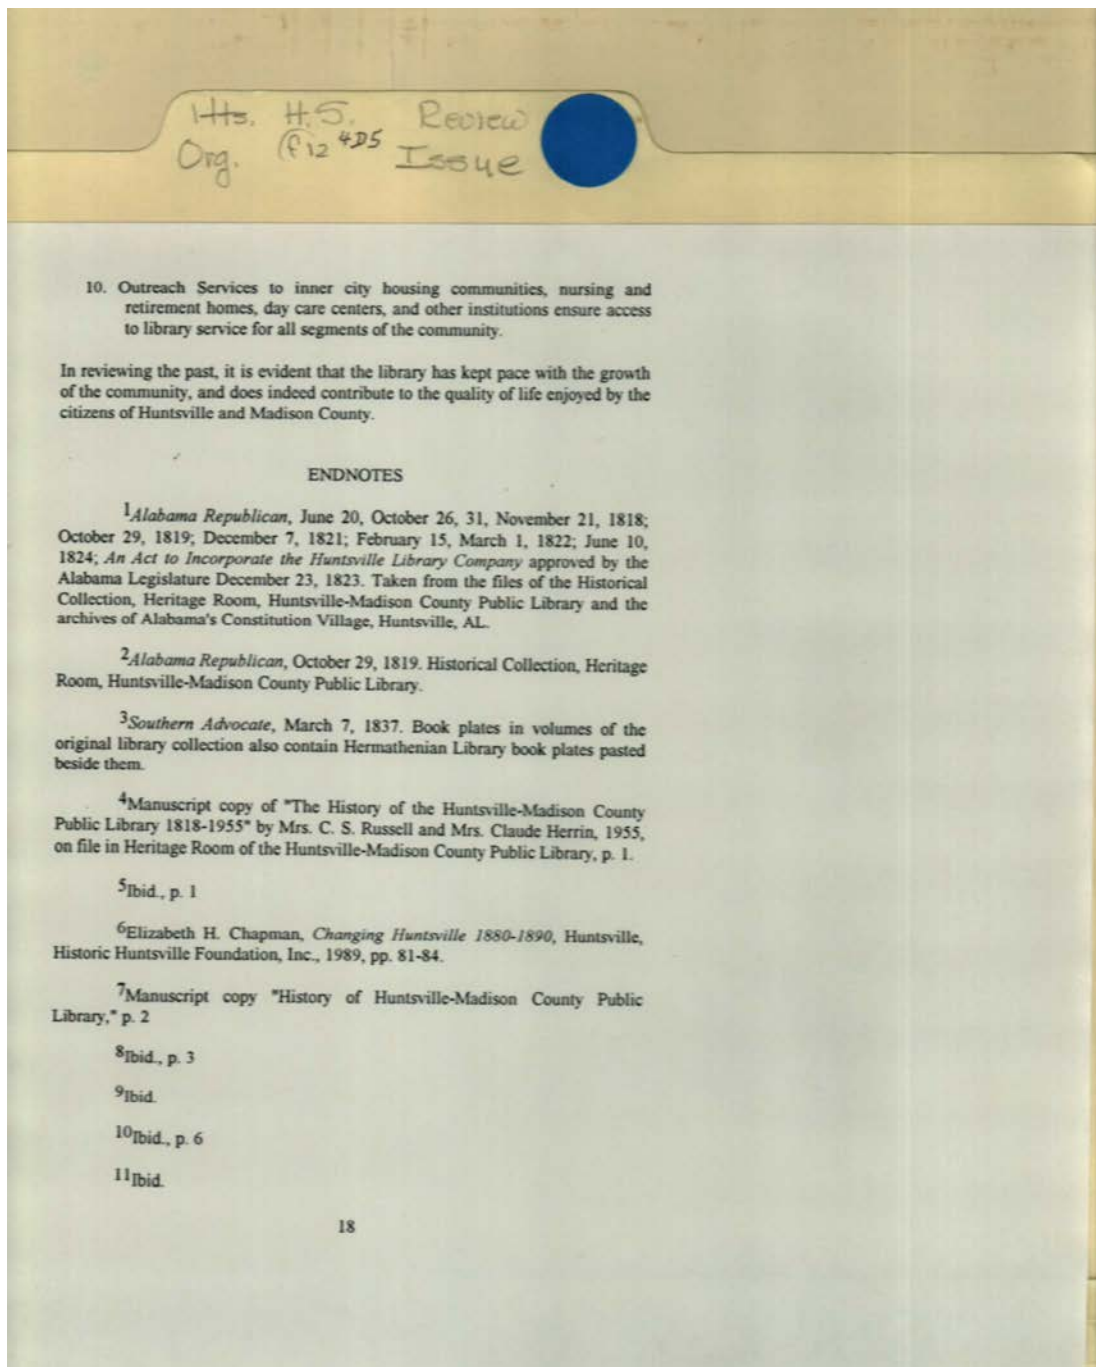 Hts. H.S. Review
Org. f12 4D5 Issue
10. Outreach Services to inner city housing communities, nursing and
retirement homes, day care centers, and other institutions ensure access
to library service for all segments of the community.
In reviewing the past, it is evident that the library has kept pace with the growth
of the community, and does indeed contribute to the quality of life enjoyed by the
citizens of Huntsville and Madison County.
ENDNOTES
1Alabama Republican, June 20, October 26, 31, November 21, 1818;
October 29, 1819; December 7, 1821; February 15, March 1, 1822; June 10,
1824; An Act to Incorporate the Huntsville Library Company approved by the
Alabama Legislature December 23, 1823. Taken from the files of the Historical
Collection, Heritage Room, Huntsville-Madison County Public Library and the
archives of Alabama's Constitution Village, Huntsville, AL.
2Alabama Republican, October 29, 1819. Historical Collection, Heritage
Room, Huntsville-Madison County Public Library.
3Southern Advocate, March 7, 1837. Book plates in volumes of the
original library collection also contain Hermathenian Library book plates pasted
beside them.
4Manuscript copy of "The History of the Huntsville-Madison County
Public Library 1818-1955" by Mrs. C. S. Russell and Mrs. Claude Herrin, 1955,
on file in Heritage Room of the Huntsville-Madison County Public Library, p. 1.
5Ibid., p. 1
6Elizabeth H. Chapman, Changing Huntsville 1880-1890, Huntsville,
Historic Huntsville Foundation, Inc., 1989, pp. 81-84.
7Manuscript copy "History of Huntsville-Madison County Public
Library," p. 2
8Ibid., p. 3
9Ibid.
10Ibid., p. 6
11Ibid.
18